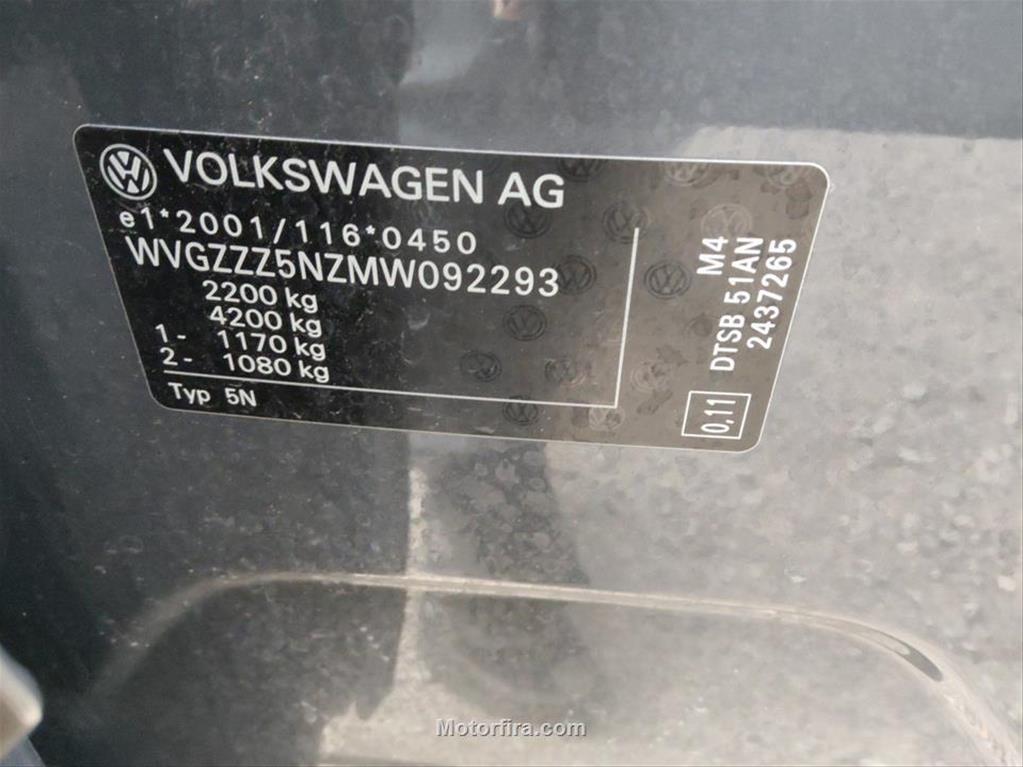 VOLKSWAGEN AG
e1*2001/116*0450
WVGZZZ5NZMW092293
2200 kg
4200 kg
1- 1170 kg
2- 1080 kg
Typ 5N
M4
DTSB 51AN
2437265
0,11
Motorfira.com